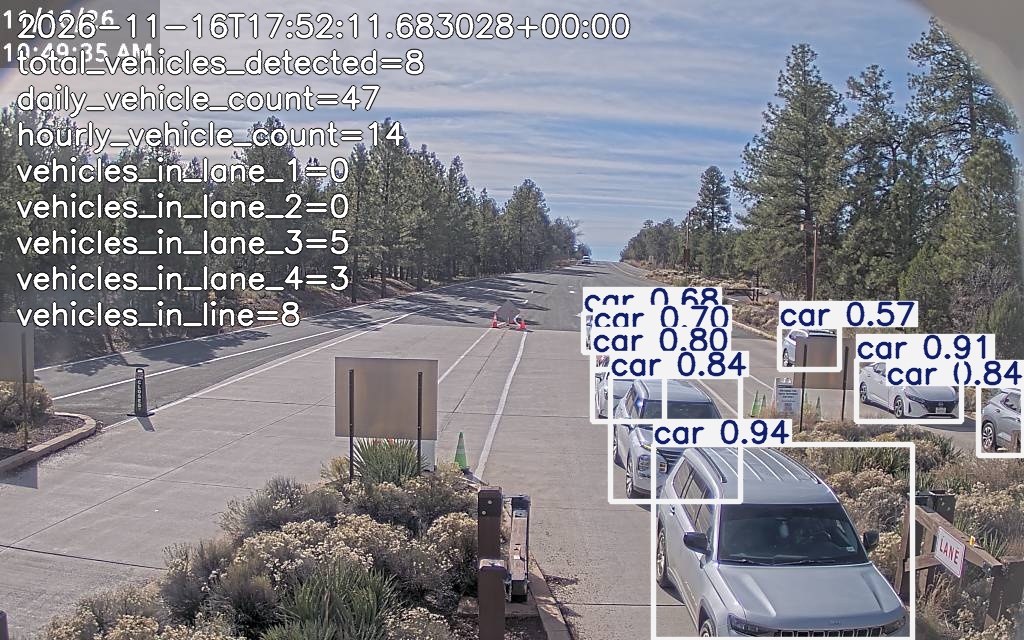 2026-11-16T17:52:11.683028+00:00
10:49:35 AM
total_vehicles_detected=8
daily_vehicle_count=47
hourly_vehicle_count=14
vehicles_in_lane_1=0
vehicles_in_lane_2=0
vehicles_in_lane_3=5
vehicles_in_lane_4=3
vehicles_in_line=8
car 0.68
car 0.70
car 0.57
car 0.80
car 0.91
car 0.84
car 0.84
car 0.94
LANE